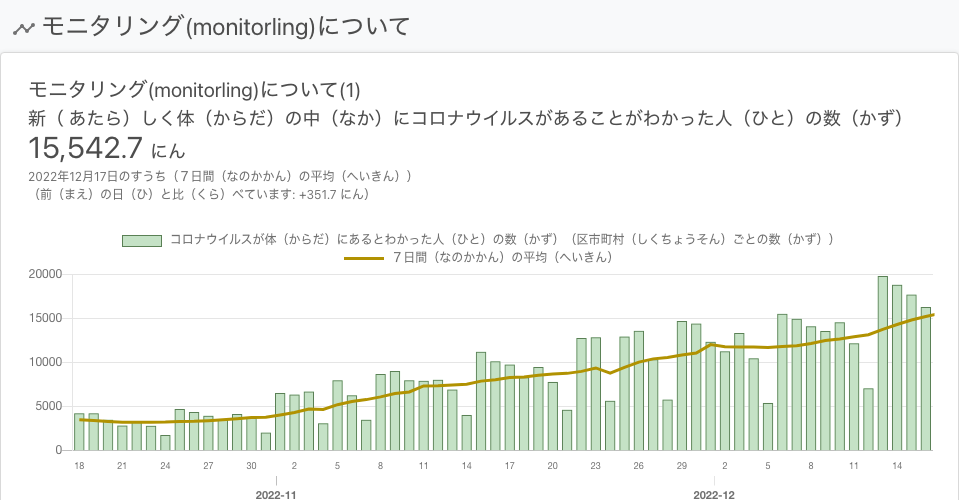 モニタリング(monitorling)について
モニタリング(monitorling)について(1)
新（ あたら）しく体（からだ）の中（なか）にコロナウイルスがあることがわかった人（ひと）の数（かず）
15,542.7 にん
2022年12月17日のすうち（７日間（なのかかん）の平均（へいきん））
（前（まえ）の日（ひ）と比（くら）べています: +351.7 にん）
コロナウイルスが体（からだ）にあるとわかった人（ひと）の数（かず）（区市町村（しくちょうそん）ごとの数（かず））
７日間（なのかかん）の平均（へいきん）
20000
15000
10000
5000
0
18 21 24 27 30 2 5 8 11 14 17 20 23 26 29 2 5 8 11 14
2022-11 2022-12